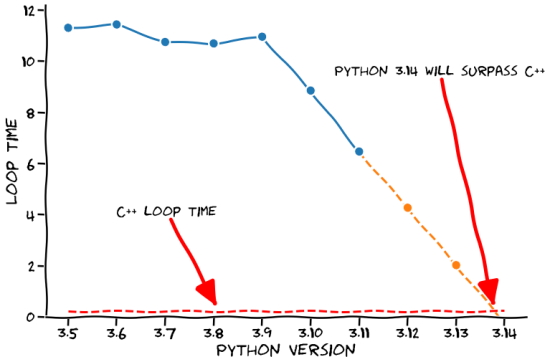 12
10
8
6
4
2
0
LOOP TIME
PYTHON 3.14 WILL SURPASS C++
C++ LOOP TIME
3.5 3.6 3.7 3.8 3.9 3.10 3.11 3.12 3.13 3.14
PYTHON VERSION